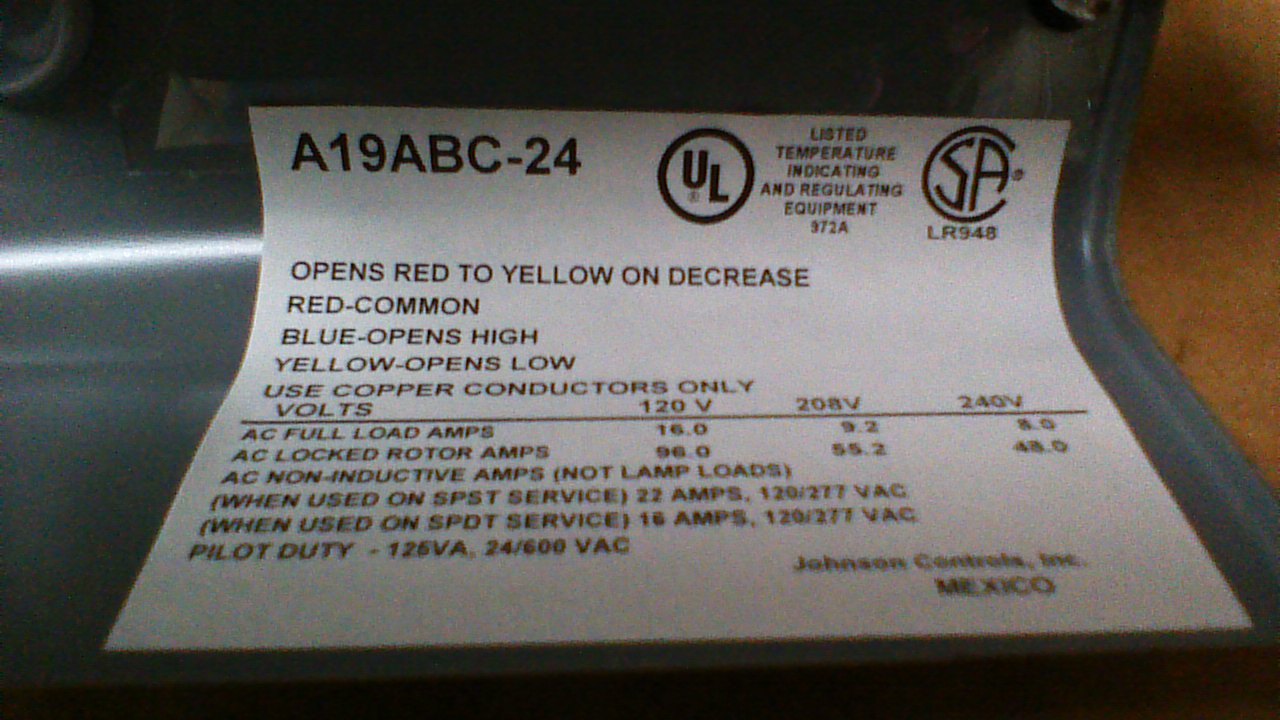 A19ABC-24
UL
®
LISTED
TEMPERATURE
INDICATING
AND REGULATING
EQUIPMENT
972A
SA ®
LR948
OPENS RED TO YELLOW ON DECREASE
RED-COMMON
BLUE-OPENS HIGH
YELLOW-OPENS LOW
USE COPPER CONDUCTORS ONLY
VOLTS 120 V 208V 240V
AC FULL LOAD AMPS 16.0 9.2 8.0
AC LOCKED ROTOR AMPS 96.0 55.2 48.0
AC NON-INDUCTIVE AMPS (NOT LAMP LOADS)
(WHEN USED ON SPST SERVICE) 22 AMPS, 120/277 VAC
(WHEN USED ON SPDT SERVICE) 16 AMPS, 120/277 VAC
PILOT DUTY - 125VA, 24/600 VAC
Johnson Controls, Inc.
MEXICO